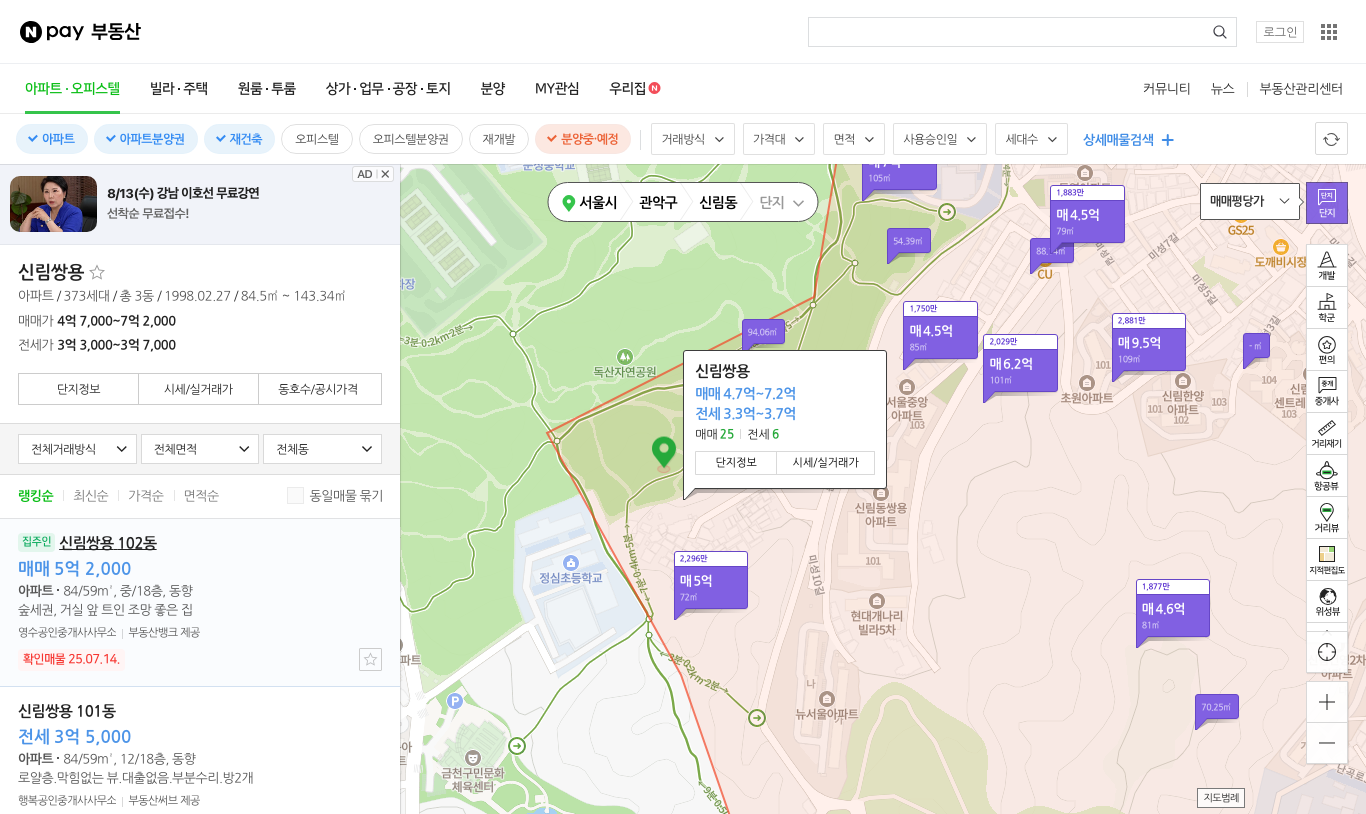 N pay 부동산
로그인
아파트·오피스텔
빌라·주택
원룸·투룸
상가·업무·공장·토지
분양
MY관심
우리집 N
커뮤니티
뉴스
부동산관리센터
아파트
아파트분양권
재건축
오피스텔
오피스텔분양권
재개발
분양중·예정
거래방식
가격대
면적
사용승인일
세대수
상세매물검색
8/13(수) 강남 이호선 무료강연
선착순 무료접수!
AD
신림쌍용
아파트 / 373세대 / 총 3동 / 1998.02.27 / 84.5㎡ ~ 143.34㎡
매매가 4억 7,000~7억 2,000
전세가 3억 3,000~3억 7,000
단지정보
시세/실거래가
동호수/공시가격
전체거래방식
전체면적
전체동
랭킹순
최신순
가격순
면적순
동일매물 묶기
집주인 신림쌍용 102동
매매 5억 2,000
아파트 · 84/59㎡, 중/18층, 동향
숲세권, 거실 앞 트인 조망 좋은 집
영수공인중개사사무소 | 부동산뱅크 제공
확인매물 25.07.14.
신림쌍용 101동
전세 3억 5,000
아파트 · 84/59㎡, 12/18층, 동향
로얄층.막힘없는 뷰.대출없음.부분수리.방2개
행복공인중개사사무소 | 부동산써브 제공
서울시
관악구
신림동
단지
매매평당가
단지
단지
105㎡
1,883만
매4.5억
79㎡
54.39㎡
GS25
도깨비시장
미성7길
미성길
미성5길
CU
94.06㎡
1,750만
매4.5억
85㎡
2,029만
매6.2억
101㎡
2,881만
매9.5억
109㎡
- ㎡
3분·0.2km·2분
독산자연공원
신림쌍용
매매 4.7억~7.2억
전세 3.3억~3.7억
매매 25 | 전세 6
단지정보
시세/실거래가
서울중앙
아파트
103
초원아파트
101
신림한양
아파트
101
102
103
104
103
신림동쌍용
아파트
101
미성10길
현대개나리
빌라5차
정심초등학교
2,296만
매5억
72㎡
1,877만
매4.6억
81㎡
3분·0.2km·2분
나
뉴서울아파트
70.25㎡
P
금천구민문화
체육센터
개발
학군
편의
중개
중개사
거리재기
항공뷰
거리뷰
지적편집도
위성뷰
지도범례